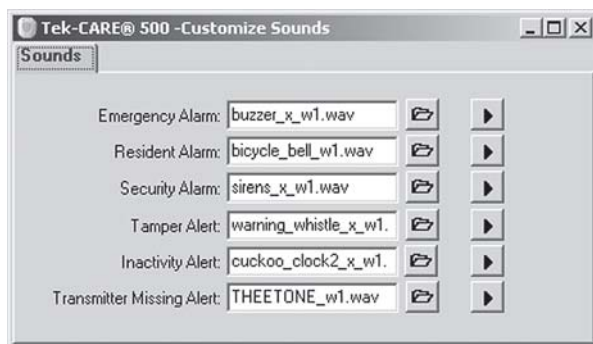 Tek-CARE® 500 -Customize Sounds
Sounds
Emergency Alarm: buzzer_x_w1.wav
Resident Alarm: bicycle_bell_w1.wav
Security Alarm: sirens_x_w1.wav
Tamper Alert: warning_whistle_x_w1.
Inactivity Alert: cuckoo_clock2_x_w1.
Transmitter Missing Alert: THEETONE_w1.wav